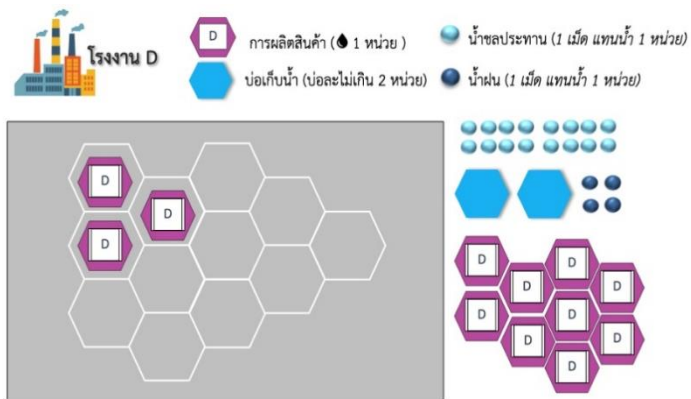 โรงงาน D
D การผลิตสินค้า ( 1 หน่วย )
บ่อเก็บน้ำ (บ่อละไม่เกิน 2 หน่วย)
น้ำชลประทาน (1 เม็ด แทนน้ำ 1 หน่วย)
น้ำฝน (1 เม็ด แทนน้ำ 1 หน่วย)
D
D
D
D
D
D
D
D
D
D
D
D